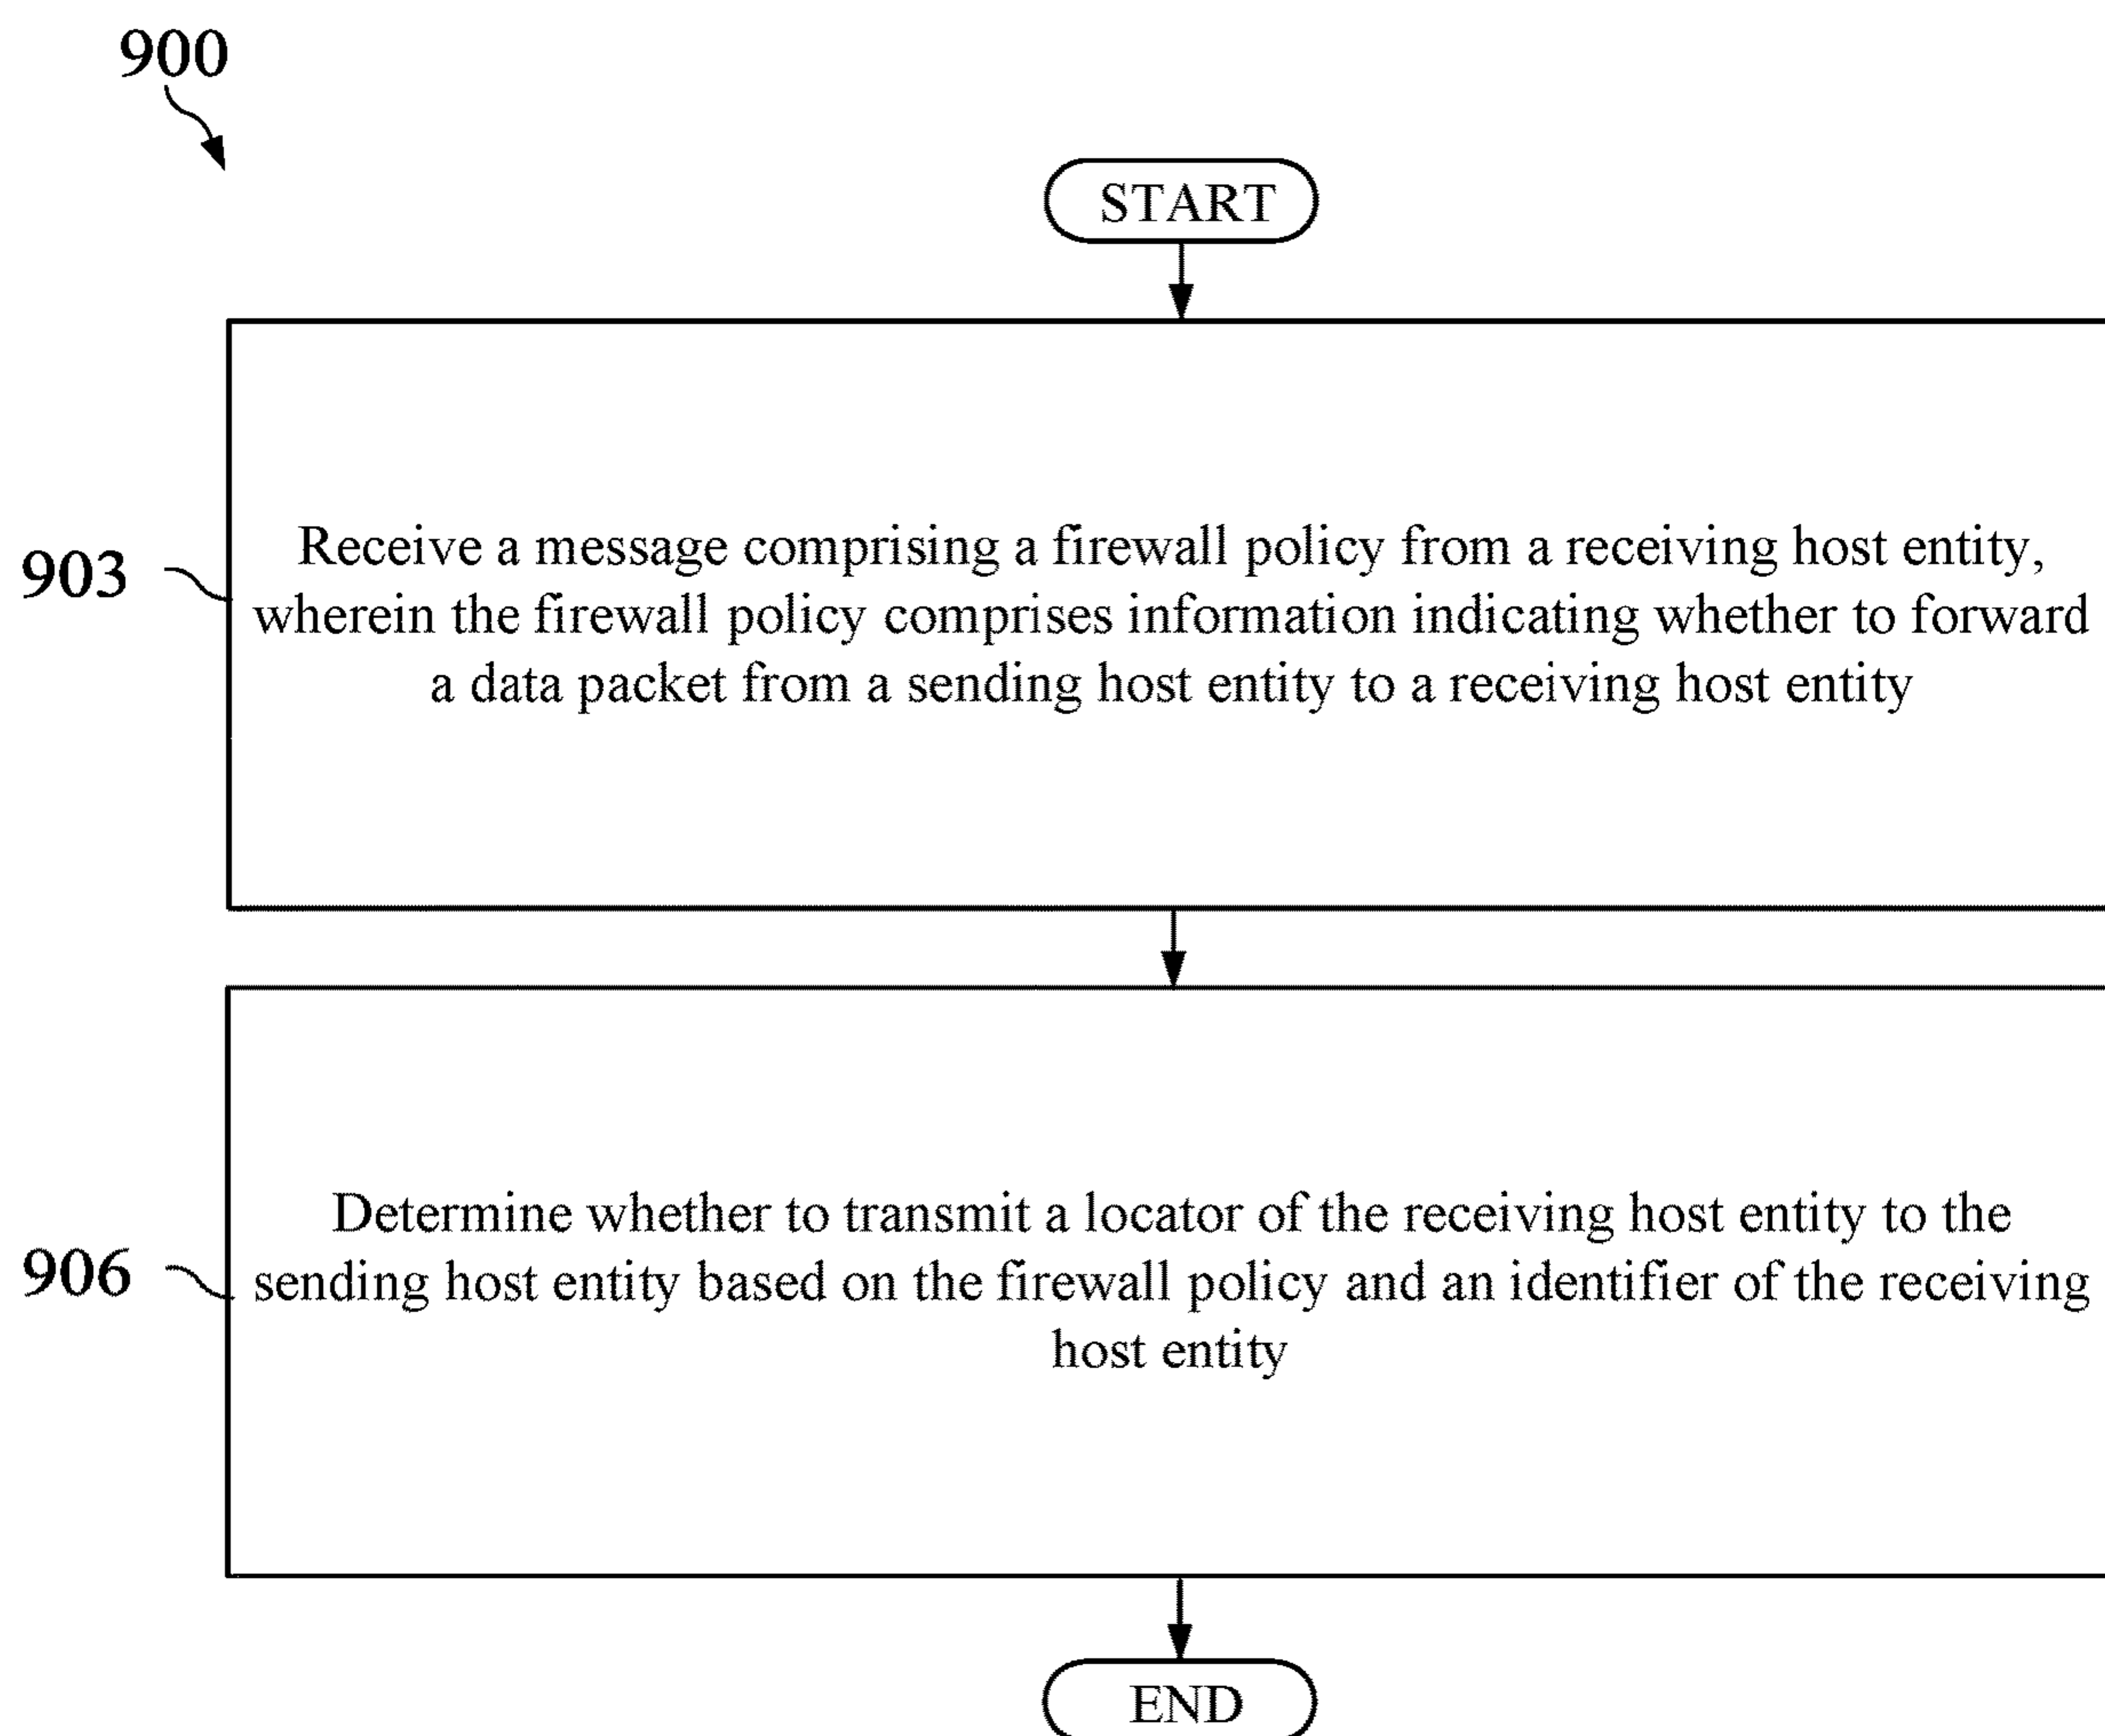 900
START
903
Receive a message comprising a firewall policy from a receiving host entity,
wherein the firewall policy comprises information indicating whether to forward
a data packet from a sending host entity to a receiving host entity
906
Determine whether to transmit a locator of the receiving host entity to the
sending host entity based on the firewall policy and an identifier of the receiving
host entity
END